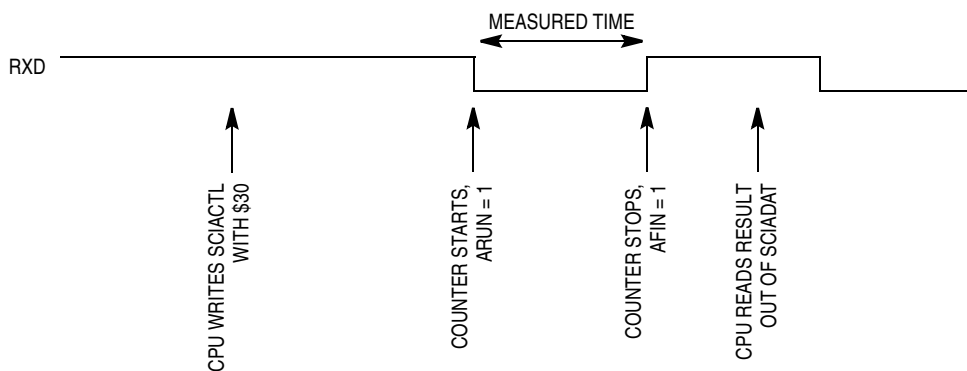 MEASURED TIME
RXD
CPU WRITES SCIACTL
WITH $30
COUNTER STARTS,
ARUN = 1
COUNTER STOPS,
AFIN = 1
CPU READS RESULT
OUT OF SCIADAT